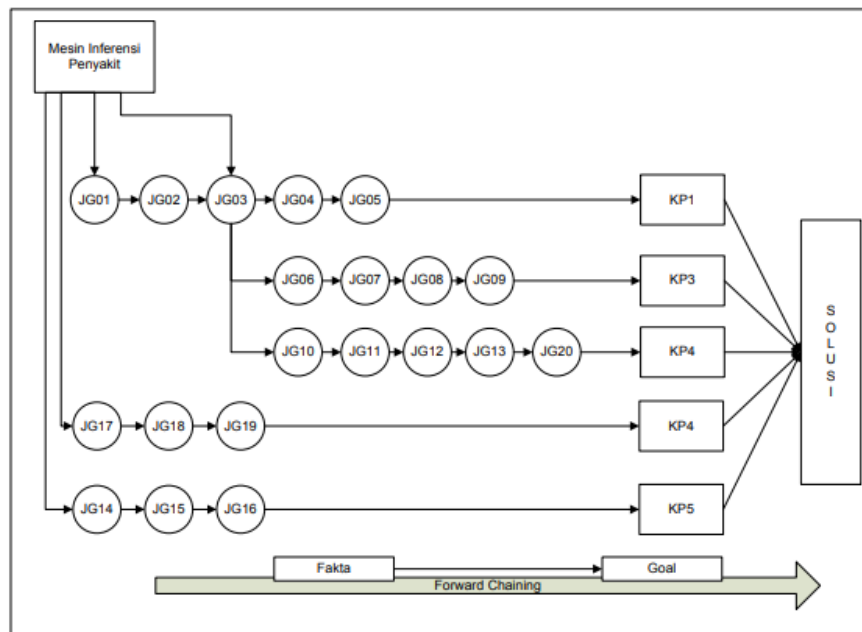 Mesin Inferensi
Penyakit
JG01
JG02
JG03
JG04
JG05
KP1
JG06
JG07
JG08
JG09
KP3
JG10
JG11
JG12
JG13
JG20
KP4
JG17
JG18
JG19
KP4
JG14
JG15
JG16
KP5
S
O
L
U
S
I
Fakta
Goal
Forward Chaining